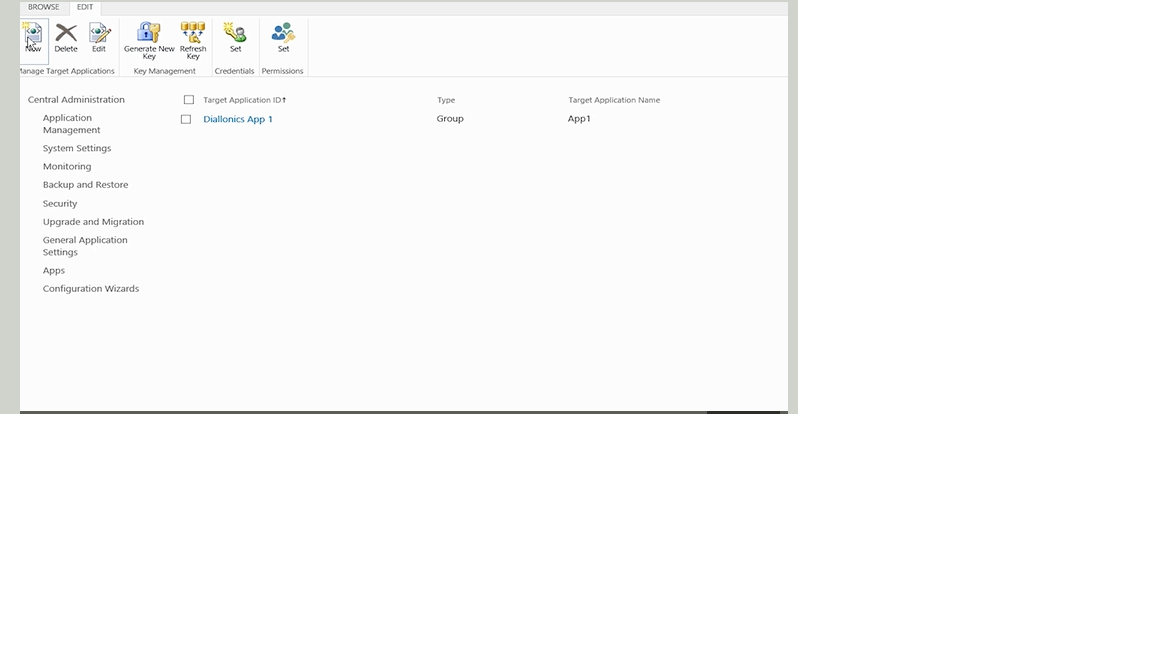 BROWSE EDIT
New Delete Edit Generate New Key Refresh Key Set Set
Manage Target Applications Key Management Credentials Permissions
Central Administration
Application
Management
System Settings
Monitoring
Backup and Restore
Security
Upgrade and Migration
General Application
Settings
Apps
Configuration Wizards
Target Application ID↑ Type Target Application Name
Diallonics App 1 Group App1